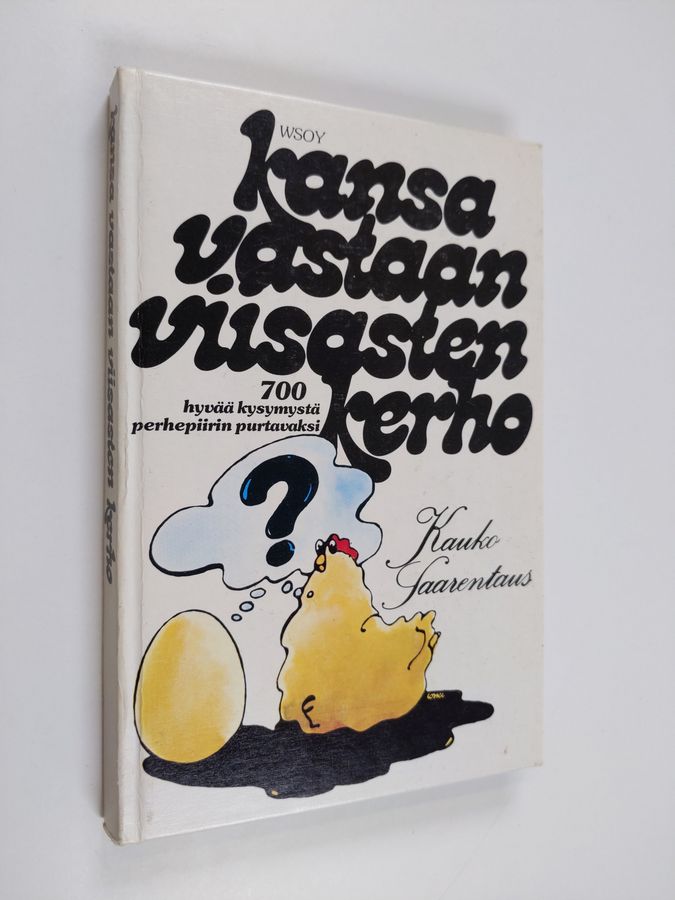 WSOY
kansa
vastaan
viisasten
kerho
700
hyvää kysymystä
perhepiirin purtavaksi
Kauko
Saarentaus
kansa vastaan viisasten kerho